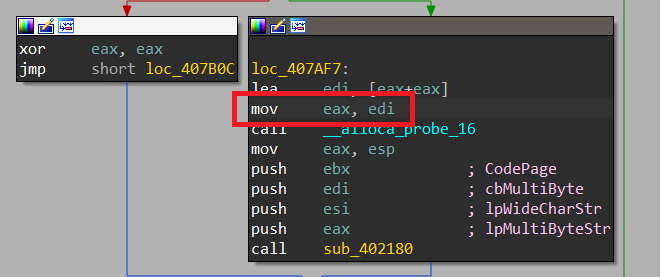 xor eax, eax
jmp short loc_407B0C
loc_407AF7:
lea edi, [eax+eax]
mov eax, edi
call __alloca_probe_16
mov eax, esp
push ebx ; CodePage
push edi ; cbMultiByte
push esi ; lpWideCharStr
push eax ; lpMultiByteStr
call sub_402180